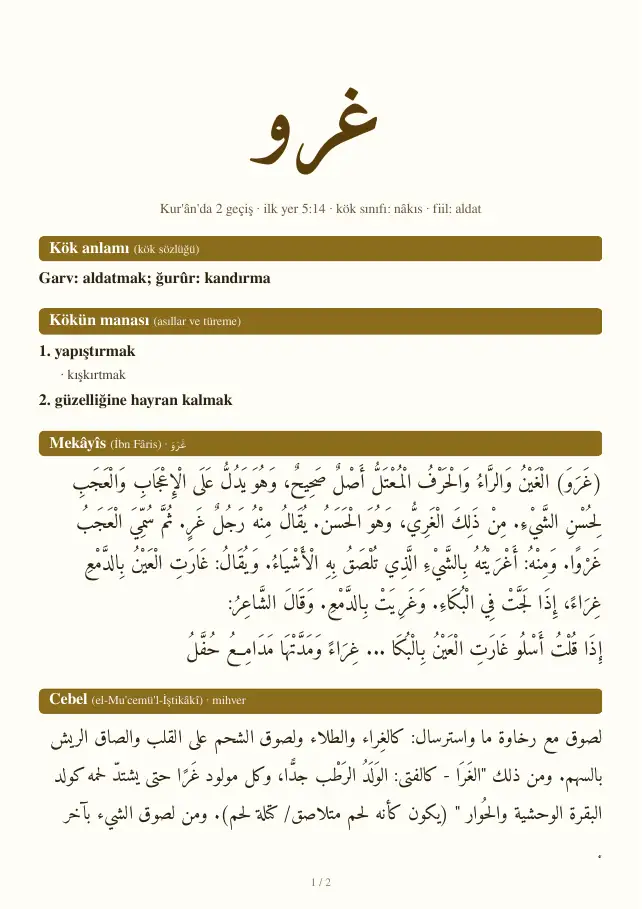 غرو
Kur'ân'da 2 geçiş · ilk yer 5:14 · kök sınıfı: nâkıs · fiil: aldat
Kök anlamı (kök sözlüğü)
Garv: aldatmak; ğurûr: kandırma
Kökün manası (asıllar ve türeme)
1. yapıştırmak
· kışkırtmak
2. güzelliğine hayran kalmak
Mekâyîs (İbn Fâris) · غَرَوَ
(غَرَوَ) الْغَيْنُ وَالرَّاءُ وَالْحَرْفُ الْمُعْتَلُّ أَصْلٌ صَحِيحٌ، وَهُوَ يَدُلُّ عَلَى الْإِعْجَابِ وَالْعَجَبِ
لِحُسْنِ الشَّيْءِ. مِنْ ذَلِكَ الْغَرِيُّ، وَهُوَ الْحَسَنُ. يُقَالُ مِنْهُ رَجُلٌ غَرٍ. ثُمَّ سُمِّيَ الْعَجَبُ
غَرْوًا. وَمِنْهُ: أَغْرَيْتُهُ بِالشَّيْءِ الَّذِي تُلْصَقُ بِهِ الْأَشْيَاءُ. وَيُقَالُ: غَارَتِ الْعَيْنُ بِالدَّمْعِ
غِرَاءً، إِذَا لَجَّتْ فِي الْبُكَاءِ. وَغَرِيَتْ بِالدَّمْعِ. وَقَالَ الشَّاعِرُ:
إِذَا قُلْتُ أَسْلُو غَارَتِ الْعَيْنُ بِالْبُكَا ... غِرَاءً وَمَدَّتْهَا مَدَامِعُ حُفَّلُ
Cebel (el-Mu'cemü'l-İştikâkî) · mihver
لصوق مع رخاوة ما واسترسال: كالغِراء والطلاء ولصوق الشحم على القلب والصاق الريش
بالسهم. ومن ذلك "الغَرَا - كالفتى: الوَلَدُ الرَطْب جدًّا، وكل مولود غَرًا حتى يشتدّ لحمه كولد
البقرة الوحشية والحُوار" (يكون كأنه لحم متلاصق/ كتلة لحم). ومن لصوق الشيء بآخر
1 / 2